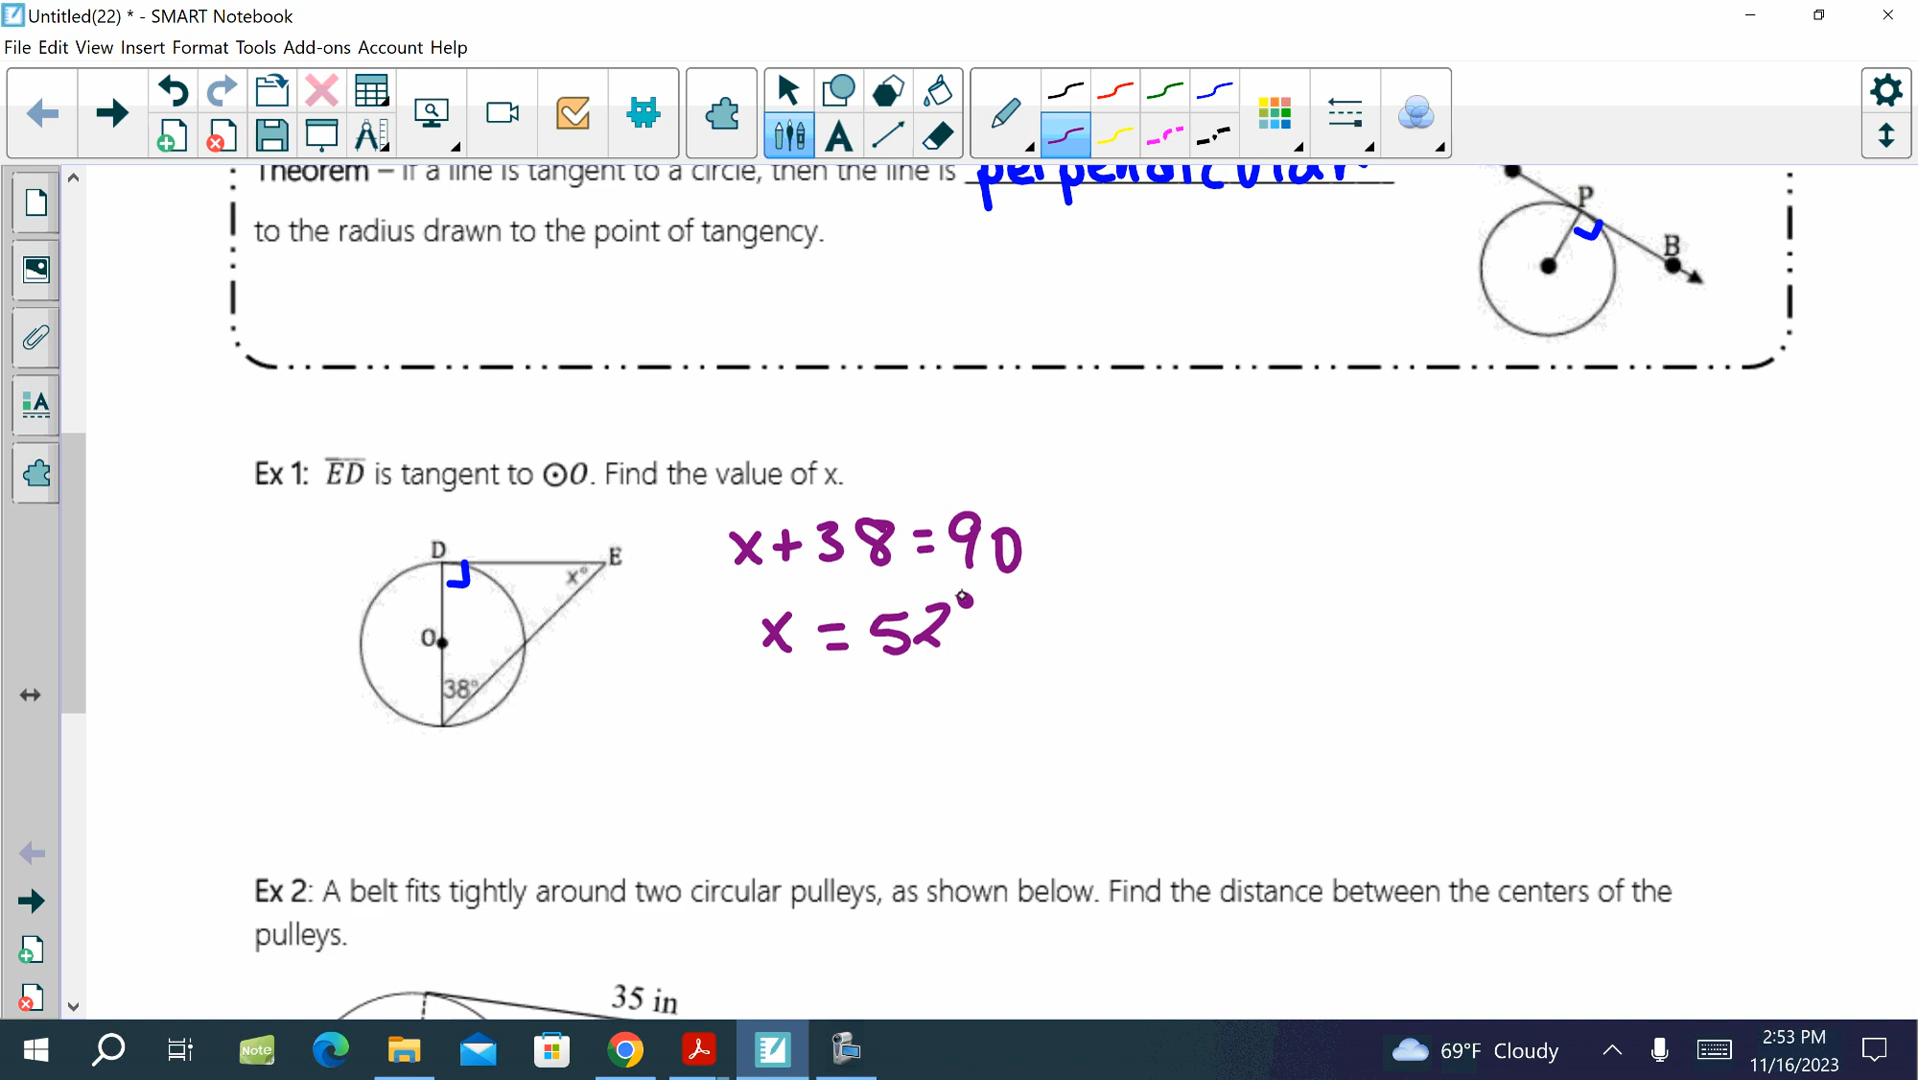 Untitled(22) * - SMART Notebook
File Edit View Insert Format Tools Add-ons Account Help
Theorem – If a line is tangent to a circle, then the line is perpendicular
to the radius drawn to the point of tangency.
P
B
Ex 1: ED is tangent to ⊙O. Find the value of x.
D
E
x°
O
38°
x+38=90
x = 52°
Ex 2: A belt fits tightly around two circular pulleys, as shown below. Find the distance between the centers of the
pulleys.
35 in
Note
69°F Cloudy
2:53 PM
11/16/2023